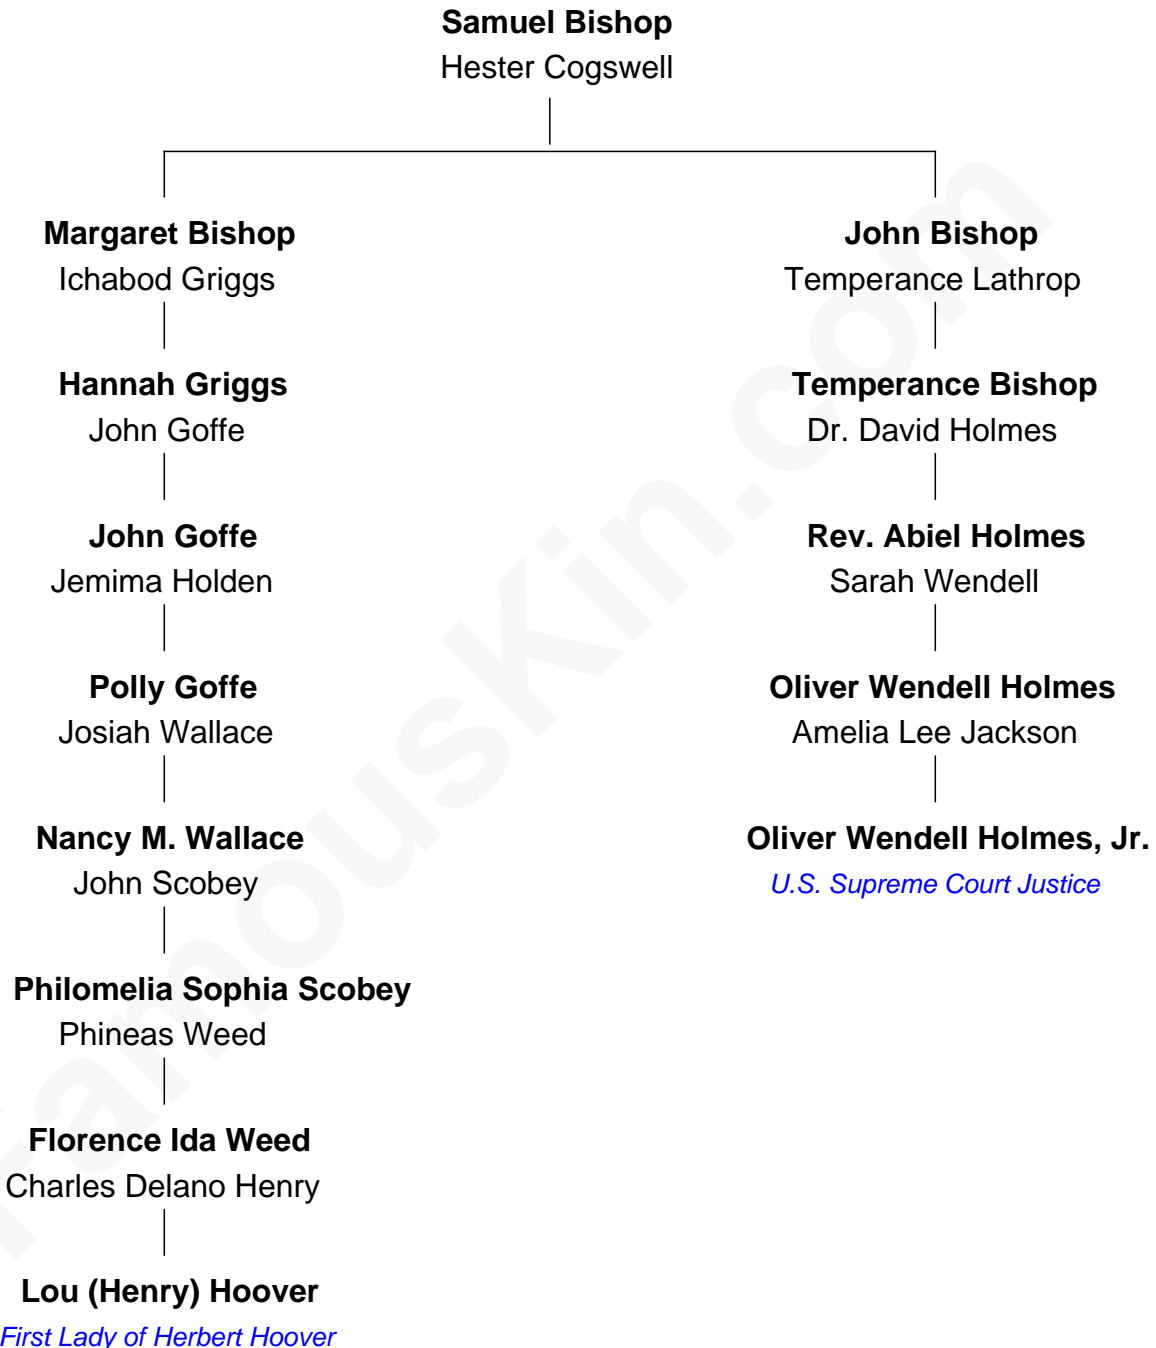 Samuel Bishop
Hester Cogswell
Margaret Bishop
Ichabod Griggs
John Bishop
Temperance Lathrop
Hannah Griggs
John Goffe
Temperance Bishop
Dr. David Holmes
John Goffe
Jemima Holden
Rev. Abiel Holmes
Sarah Wendell
Polly Goffe
Josiah Wallace
Oliver Wendell Holmes
Amelia Lee Jackson
Nancy M. Wallace
John Scobey
Oliver Wendell Holmes, Jr.
U.S. Supreme Court Justice
Philomelia Sophia Scobey
Phineas Weed
Florence Ida Weed
Charles Delano Henry
Lou (Henry) Hoover
First Lady of Herbert Hoover
FamousKin.com